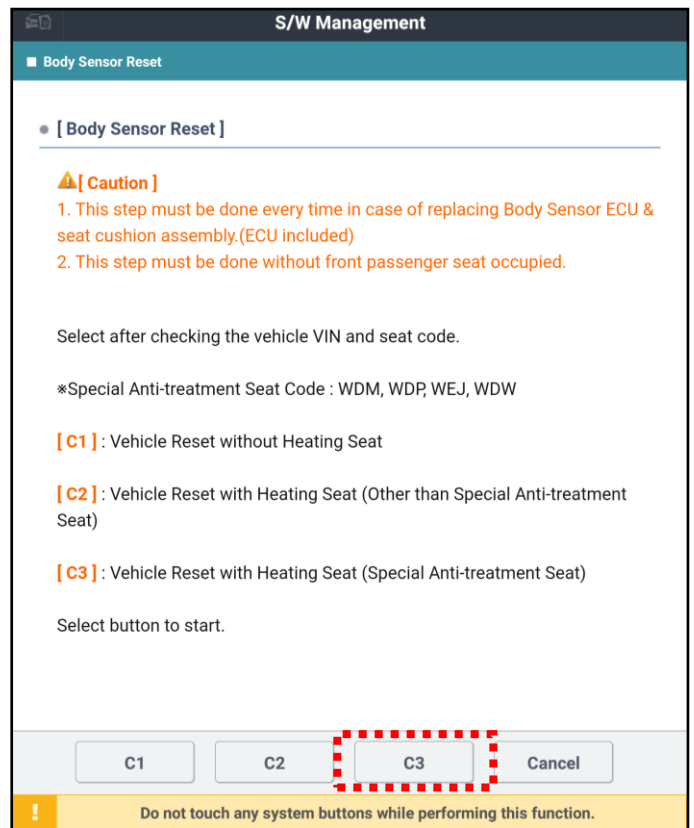 S/W Management
■ Body Sensor Reset
● [ Body Sensor Reset ]
[ Caution ]
1. This step must be done every time in case of replacing Body Sensor ECU &
seat cushion assembly.(ECU included)
2. This step must be done without front passenger seat occupied.
Select after checking the vehicle VIN and seat code.
※Special Anti-treatment Seat Code : WDM, WDP, WEJ, WDW
[ C1 ] : Vehicle Reset without Heating Seat
[ C2 ] : Vehicle Reset with Heating Seat (Other than Special Anti-treatment
Seat)
[ C3 ] : Vehicle Reset with Heating Seat (Special Anti-treatment Seat)
Select button to start.
C1 C2 C3 Cancel
! Do not touch any system buttons while performing this function.